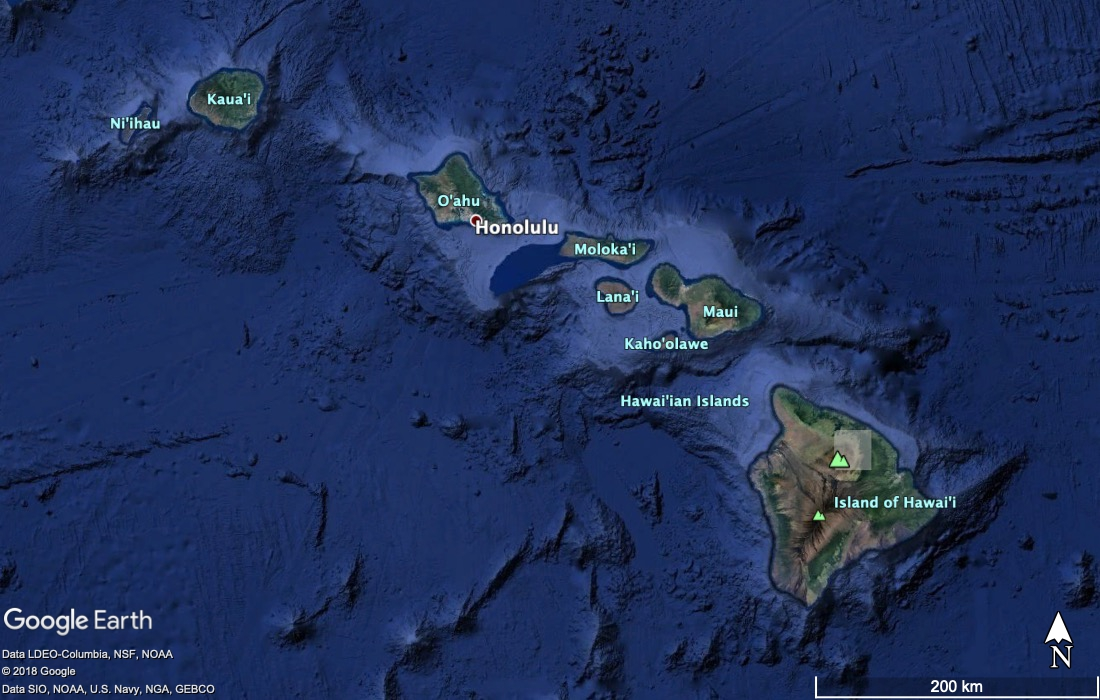 Kaua'i
Ni'ihau
O'ahu
Honolulu
Moloka'i
Lana'i
Maui
Kaho'olawe
Hawai'ian Islands
Island of Hawai'i
Google Earth
Data LDEO-Columbia, NSF, NOAA
© 2018 Google
Data SIO, NOAA, U.S. Navy, NGA, GEBCO
N
200 km